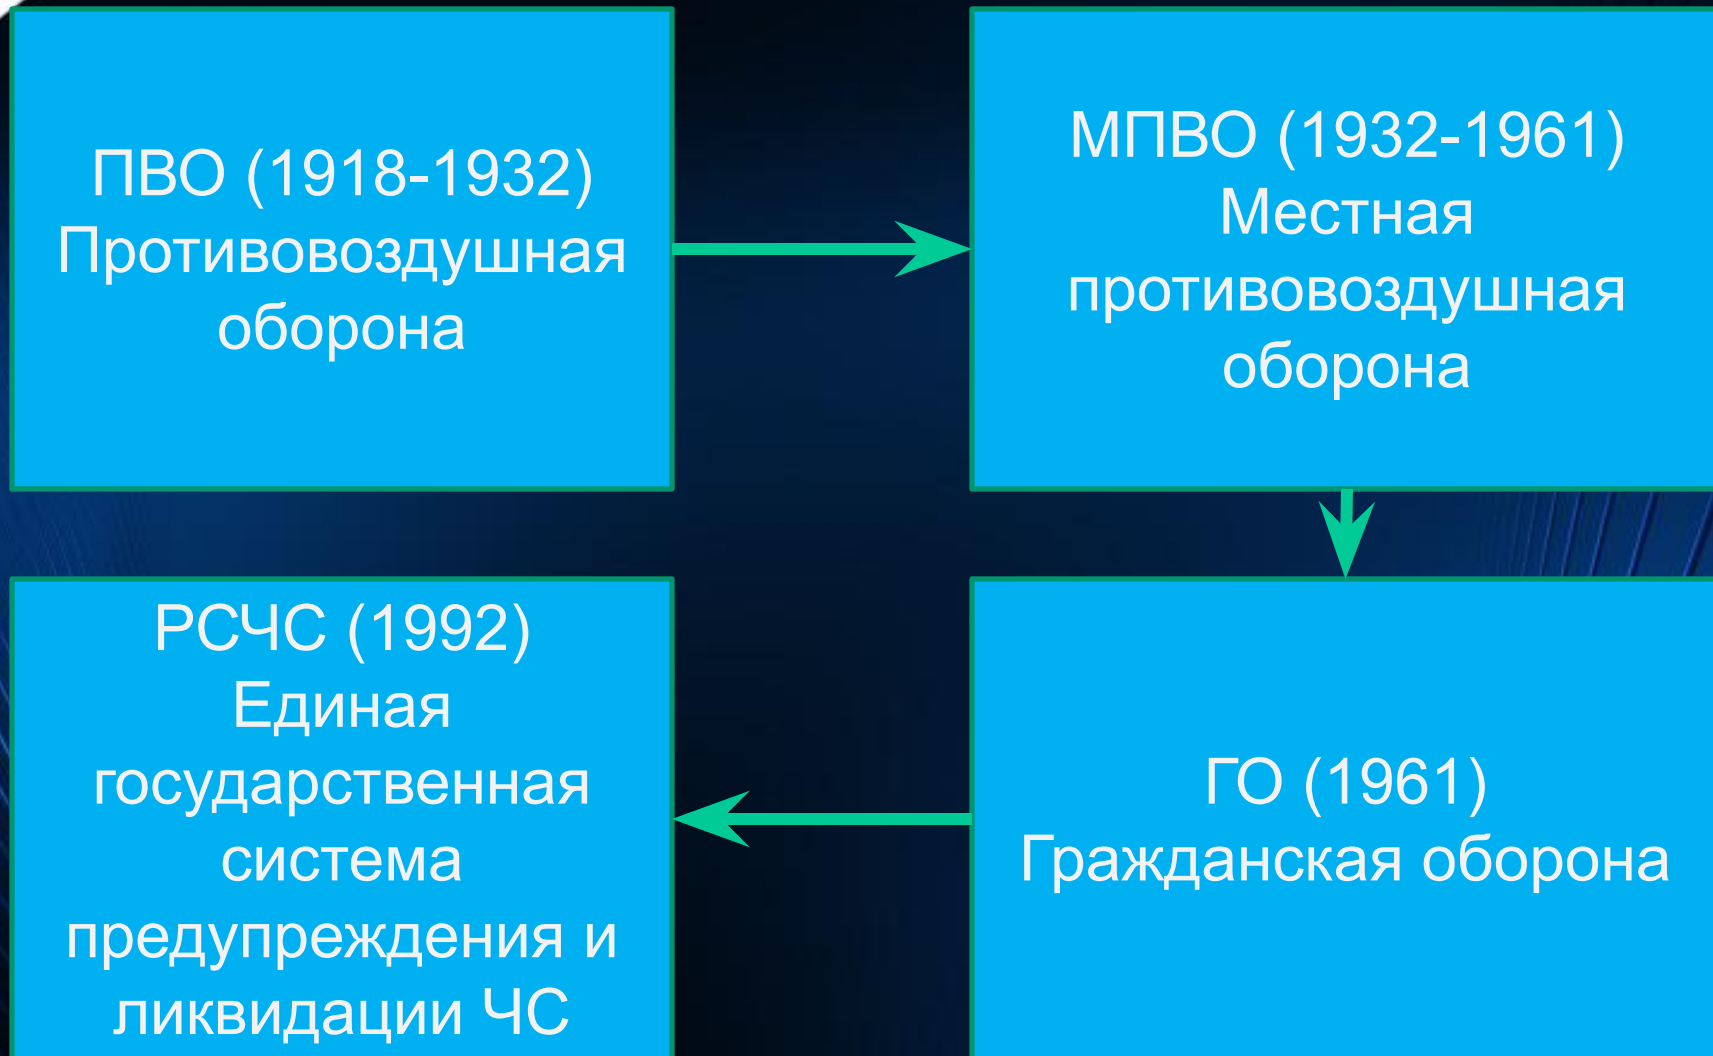 ПВО (1918-1932)
Противовоздушная
оборона
МПВО (1932-1961)
Местная
противовоздушная
оборона
РСЧС (1992)
Единая
государственная
система
предупреждения и
ликвидации ЧС
ГО (1961)
Гражданская оборона